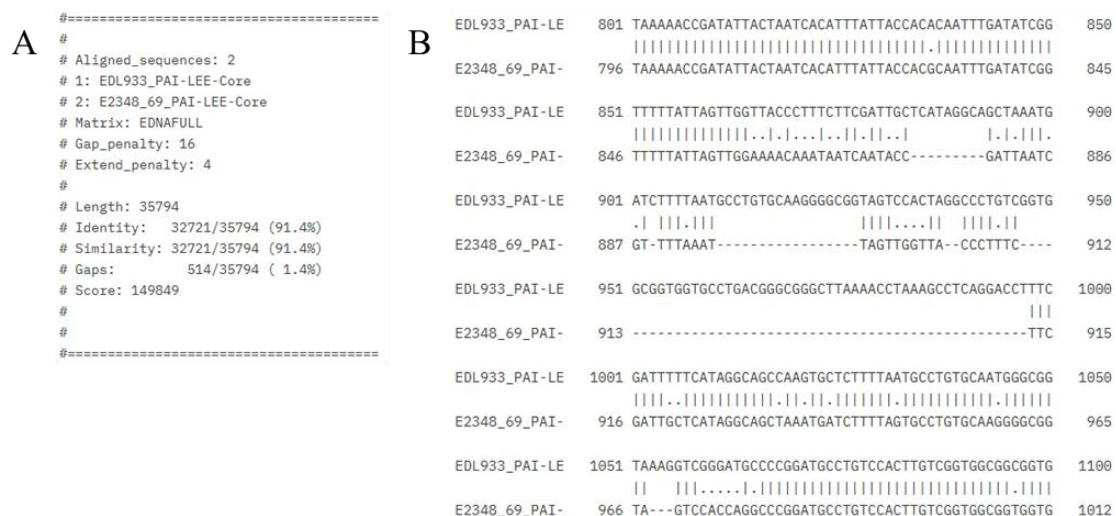 A
#========================================
#
# Aligned_sequences: 2
# 1: EDL933_PAI-LEE-Core
# 2: E2348_69_PAI-LEE-Core
# Matrix: EDNAFULL
# Gap_penalty: 16
# Extend_penalty: 4
#
# Length: 35794
# Identity:   32721/35794 (91.4%)
# Similarity: 32721/35794 (91.4%)
# Gaps:         514/35794 ( 1.4%)
# Score: 149849
#
#
#========================================
B
EDL933_PAI-LE    801 TAAAAACCGATATTACTAATCACATTTATTACCACACAATTTGATATCGG    850
                     |||||||||||||||||||||||||||||||||||||.||||||||||||
E2348_69_PAI-    796 TAAAAACCGATATTACTAATCACATTTATTACCACGCAATTTGATATCGG    845
EDL933_PAI-LE    851 TTTTTATTAGTTGGTTACCCTTTCTTCGATTGCTCATAGGCAGCTAAATG    900
                     ||||||||||||||..|.|...|..||.||..|         |.|.|||.
E2348_69_PAI-    846 TTTTTATTAGTTGGAAAACAAATAATCAATACC---------GATTAATC    886
EDL933_PAI-LE    901 ATCTTTTAATGCCTGTGCAAGGGGCGGTAGTCCACTAGGCCCTGTCGGTG    950
                     .| |||.|||                 ||||....||  ||||.||
E2348_69_PAI-    887 GT-TTTAAAT-----------------TAGTTGGTTA--CCCTTTC----    912
EDL933_PAI-LE    951 GCGGTGGTGCCTGACGGGCGGGCTTAAAACCTAAAGCCTCAGGACCTTTC   1000
                                                                    |||
E2348_69_PAI-    913 -----------------------------------------------TTC    915
EDL933_PAI-LE   1001 GATTTTTCATAGGCAGCCAAGTGCTCTTTTAATGCCTGTGCAATGGGCGG   1050
                     ||||..|||||||||||.||.||.|||||||.|||||||||||.||||||
E2348_69_PAI-    916 GATTGCTCATAGGCAGCTAAATGATCTTTTAGTGCCTGTGCAAGGGGCGG    965
EDL933_PAI-LE   1051 TAAAGGTCGGGATGCCCCGGATGCCTGTCCACTTGTCGGTGGCGGCGGTG   1100
                     ||   |||.....|.||||||||||||||||||||||||||||||.||||
E2348_69_PAI-    966 TA---GTCCACCAGGCCCGGATGCCTGTCCACTTGTCGGTGGCGGTGGTG   1012